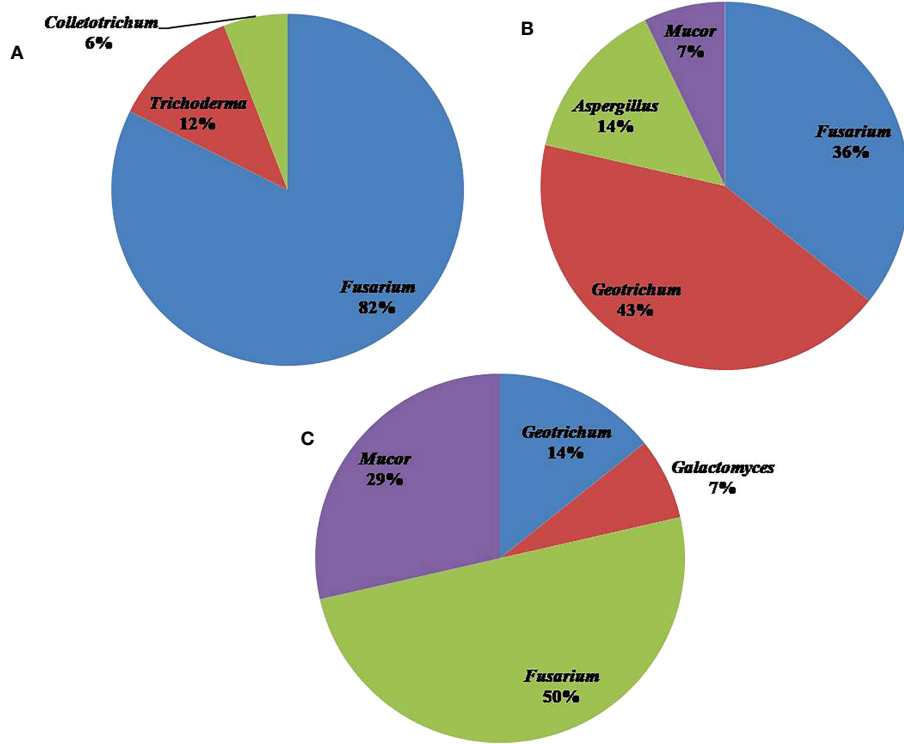 A
Colletotrichum
6%
Trichoderma
12%
Fusarium
82%
B
Mucor
7%
Aspergillus
14%
Fusarium
36%
Geotrichum
43%
C
Geotrichum
14%
Galactomyces
7%
Mucor
29%
Fusarium
50%